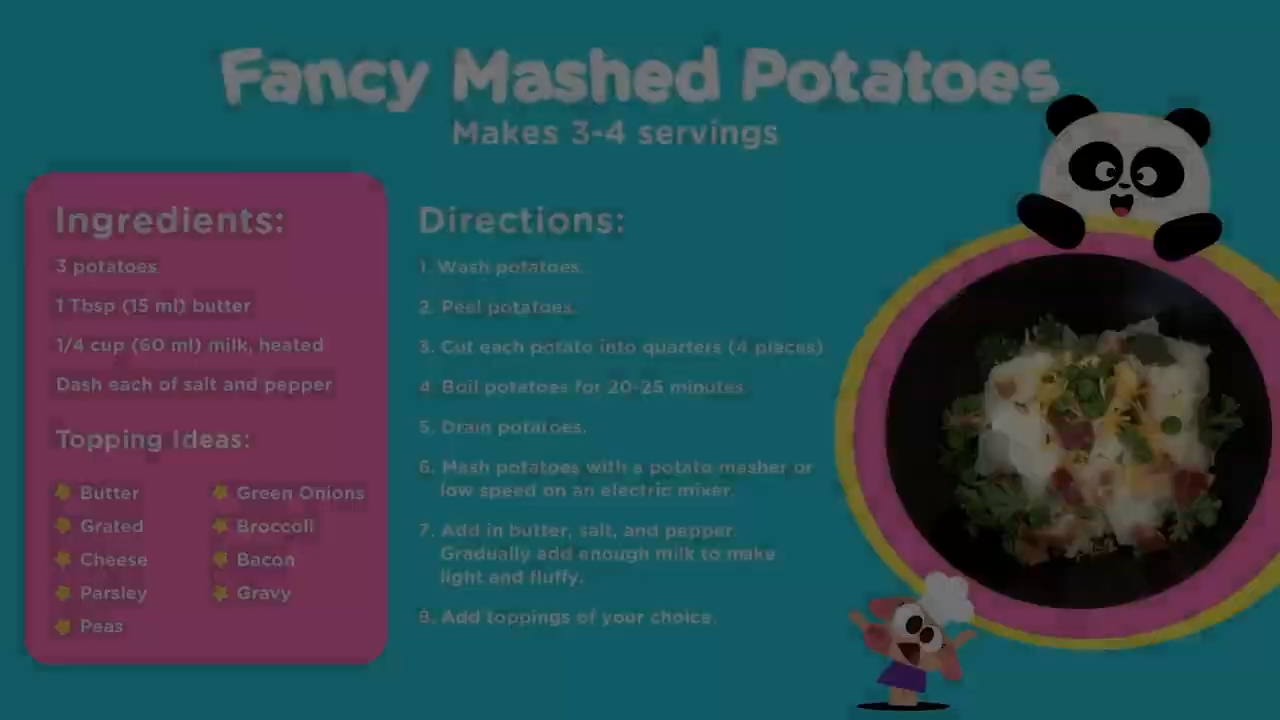 Fancy Mashed Potatoes
Makes 3-4 servings
Ingredients:
3 potatoes
1 Tbsp (15 ml) butter
1/4 cup (60 ml) milk, heated
Dash each of salt and pepper
Topping Ideas:
Butter
Grated
Cheese
Parsley
Peas
Green Onions
Broccoli
Bacon
Gravy
Directions:
1. Wash potatoes.
2. Peel potatoes.
3. Cut each potato into quarters (4 pieces)
4. Boil potatoes for 20-25 minutes.
5. Drain potatoes.
6. Mash potatoes with a potato masher or
low speed on an electric mixer.
7. Add in butter, salt, and pepper.
Gradually add enough milk to make
light and fluffy.
8. Add toppings of your choice.